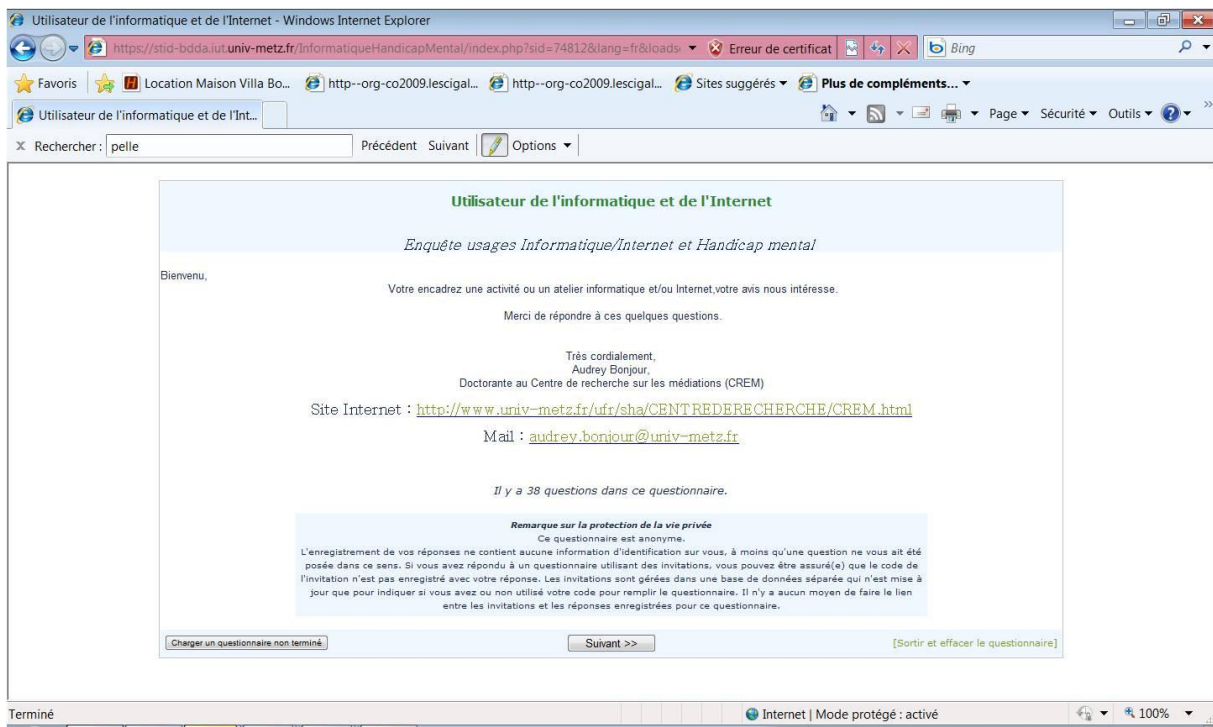 Utilisateur de l'informatique et de l'Internet - Windows Internet Explorer
https://stid-bdda.iut.univ-metz.fr/InformatiqueHandicapMental/index.php?sid=74812&lang=fr&loads Erreur de certificat Bing
Favoris Location Maison Villa Bo... http--org-co2009.lescigal... http--org-co2009.lescigal... Sites suggérés Plus de compléments...
Utilisateur de l'informatique et de l'Int... Page Sécurité Outils
X Rechercher : pelle Précédent Suivant Options
Utilisateur de l'informatique et de l'Internet
Enquête usages Informatique/Internet et Handicap mental
Bienvenu,
Votre encadrez une activité ou un atelier informatique et/ou Internet,votre avis nous intéresse.
Merci de répondre à ces quelques questions.
Très cordialement,
Audrey Bonjour,
Doctorante au Centre de recherche sur les médiations (CREM)
Site Internet : http://www.univ-metz.fr/ufr/sha/CENTREDERECHERCHE/CREM.html
Mail : audrey.bonjour@univ-metz.fr
Il y a 38 questions dans ce questionnaire.
Remarque sur la protection de la vie privée
Ce questionnaire est anonyme.
L'enregistrement de vos réponses ne contient aucune information d'identification sur vous, à moins qu'une question ne vous ait été
posée dans ce sens. Si vous avez répondu à un questionnaire utilisant des invitations, vous pouvez être assuré(e) que le code de
l'invitation n'est pas enregistré avec votre réponse. Les invitations sont gérées dans une base de données séparée qui n'est mise à
jour que pour indiquer si vous avez ou non utilisé votre code pour remplir le questionnaire. Il n'y a aucun moyen de faire le lien
entre les invitations et les réponses enregistrées pour ce questionnaire.
Charger un questionnaire non terminé Suivant >> [Sortir et effacer le questionnaire]
Terminé Internet | Mode protégé : activé 100%